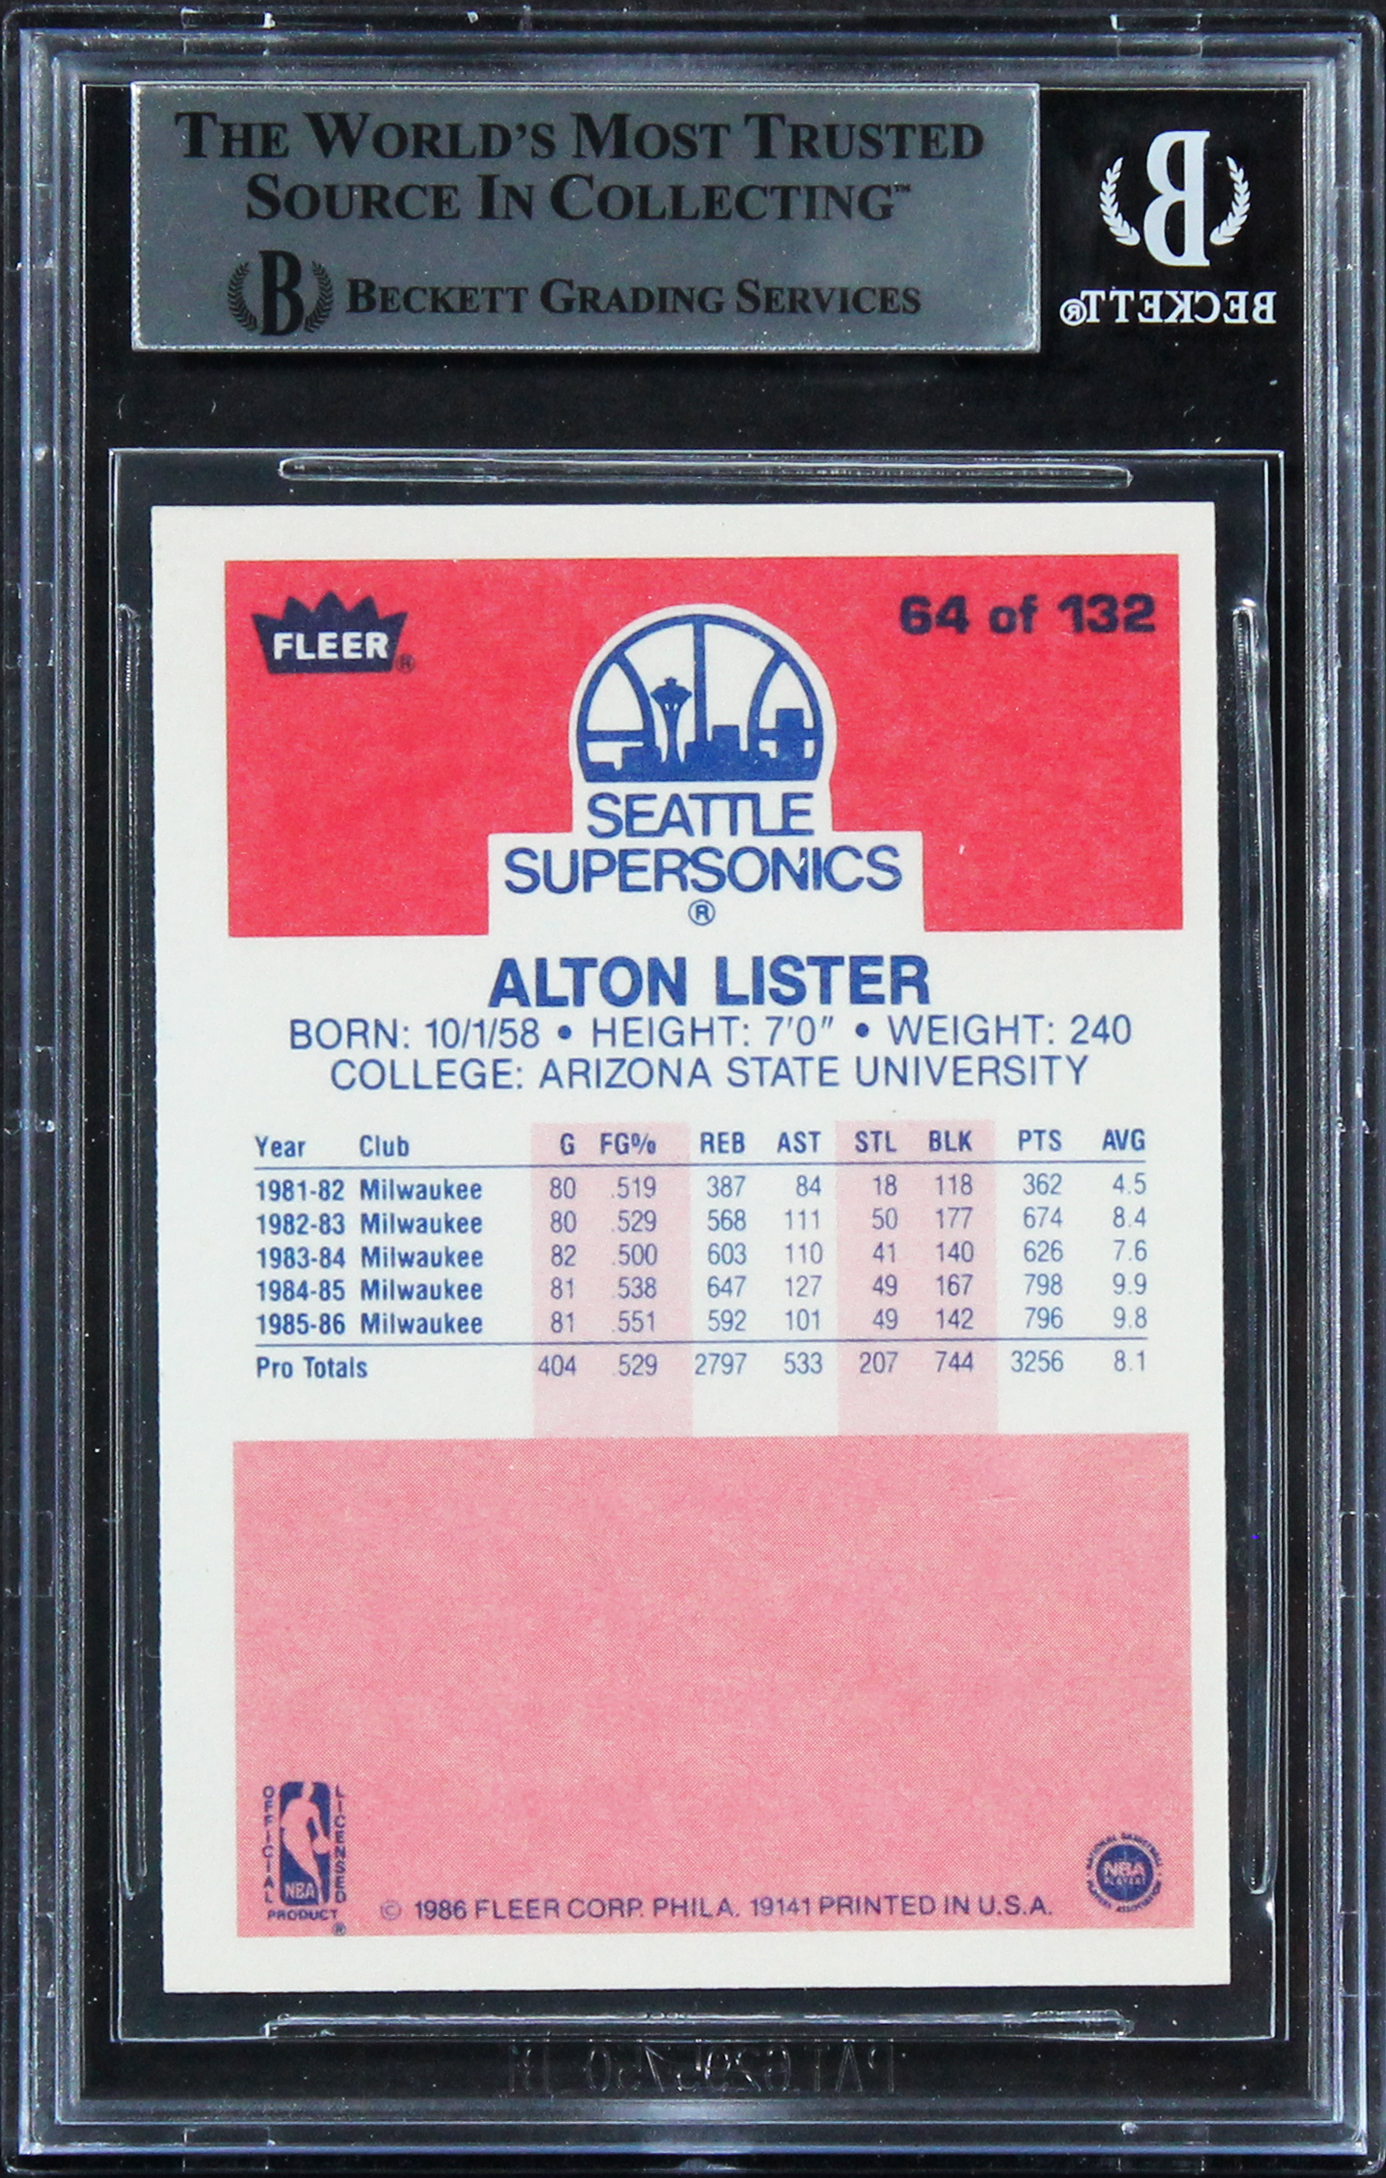 THE WORLD'S MOST TRUSTED
SOURCE IN COLLECTING™
B BECKETT GRADING SERVICES
B
BECKETT®
FLEER®
64 of 132
SEATTLE
SUPERSONICS
®
ALTON LISTER
BORN: 10/1/58 • HEIGHT: 7'0" • WEIGHT: 240
COLLEGE: ARIZONA STATE UNIVERSITY
Year Club G FG% REB AST STL BLK PTS AVG
1981-82 Milwaukee 80 .519 387 84 18 118 362 4.5
1982-83 Milwaukee 80 .529 568 111 50 177 674 8.4
1983-84 Milwaukee 82 .500 603 110 41 140 626 7.6
1984-85 Milwaukee 81 .538 647 127 49 167 798 9.9
1985-86 Milwaukee 81 .551 592 101 49 142 796 9.8
Pro Totals 404 .529 2797 533 207 744 3256 8.1
OFFICIAL
LICENSED
NBA
PRODUCT
®
© 1986 FLEER CORP. PHILA. 19141 PRINTED IN U.S.A.
NATIONAL BASKETBALL
NBA
PLAYERS
PLAYERS ASSOCIATION